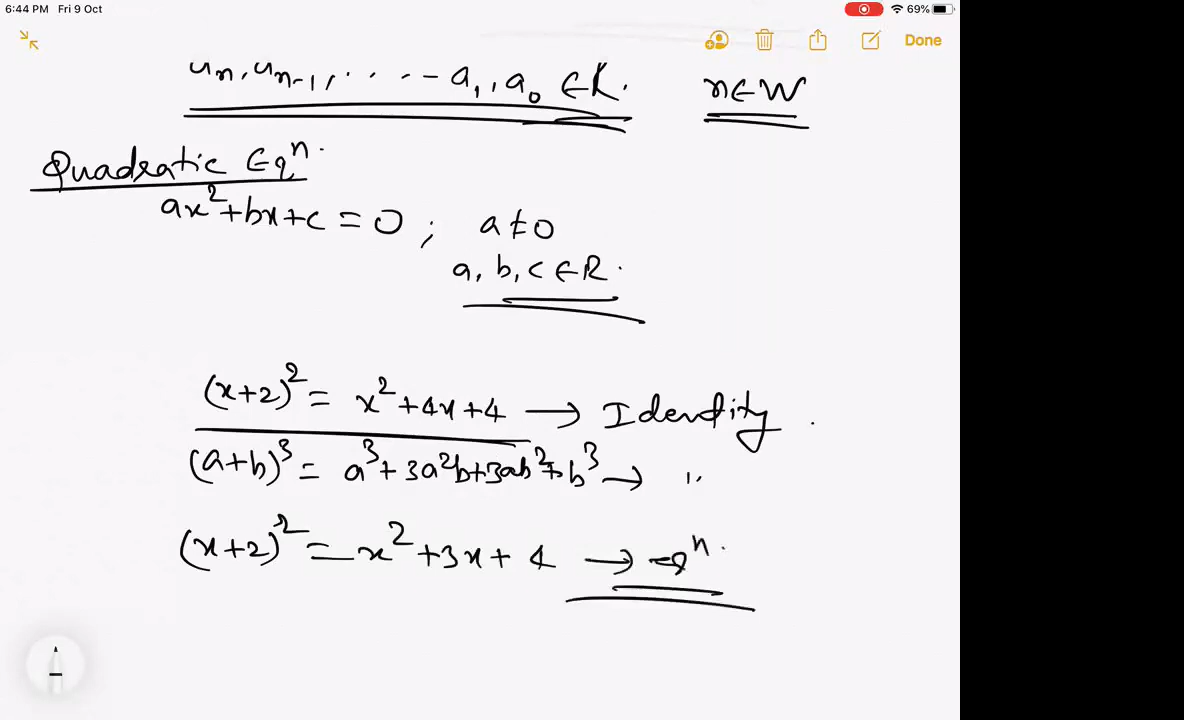 6:44 PM Fri 9 Oct
69%
Done
aₙ, aₙ₋₁, ..... a₁, a₀ ∈ R. n∈W
Quadratic Eqⁿ.
ax²+bx+c = 0 ; a≠0
a, b, c ∈ R.
(x+2)² = x²+4x+4 → Identity.
(a+b)³ = a³+3a²b+3ab²+b³ → ''
(x+2)² = x²+3x+4 → eqⁿ.